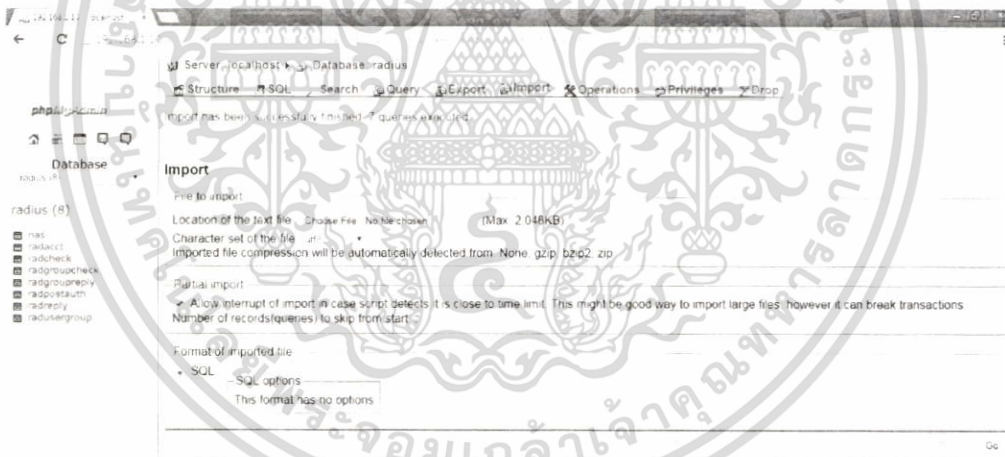 Server: localhost Database: radius
Structure SQL Search Query Export Import Operations Privileges Drop
Import has been successfully finished, 7 queries executed.
phpMyAdmin
Database
radius (8)
radius (8)
nas
radacct
radcheck
radgroupcheck
radgroupreply
radpostauth
radreply
radusergroup
Import
File to import
Location of the text file Choose File No file chosen (Max: 2,048KB)
Character set of the file
Imported file compression will be automatically detected from: None, gzip, bzip2, zip
Partial import
Allow interrupt of import in case script detects it is close to time limit. This might be good way to import large files, however it can break transactions.
Number of records(queries) to skip from start
Format of imported file
SQL
SQL options
This format has no options
Go